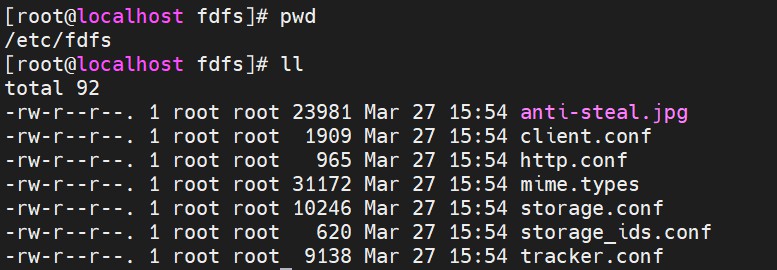 [root@localhost fdfs]# pwd
/etc/fdfs
[root@localhost fdfs]# ll
total 92
-rw-r--r--. 1 root root 23981 Mar 27 15:54 anti-steal.jpg
-rw-r--r--. 1 root root  1909 Mar 27 15:54 client.conf
-rw-r--r--. 1 root root   965 Mar 27 15:54 http.conf
-rw-r--r--. 1 root root 31172 Mar 27 15:54 mime.types
-rw-r--r--. 1 root root 10246 Mar 27 15:54 storage.conf
-rw-r--r--. 1 root root   620 Mar 27 15:54 storage_ids.conf
-rw-r--r--. 1 root root  9138 Mar 27 15:54 tracker.conf